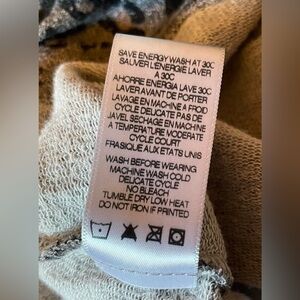 SAVE ENERGY WASH AT 30C
SAUVER L'ENERGIE LAVER
A 30C
AHORRE ENERGIA LAVE 30C
LAVER AVANT DE PORTER
LAVAGE EN MACHINE A FROID
CYCLE DELICATE PAS DE
JAVEL SECHAGE EN MACHINE
A TEMPERATURE MODERATE
CYCLE COURT
FRASIQUE AUX ETATS UNIS
WASH BEFORE WEARING
MACHINE WASH COLD
DELICATE CYCLE
NO BLEACH
TUMBLE DRY LOW HEAT
DO NOT IRON IF PRINTED